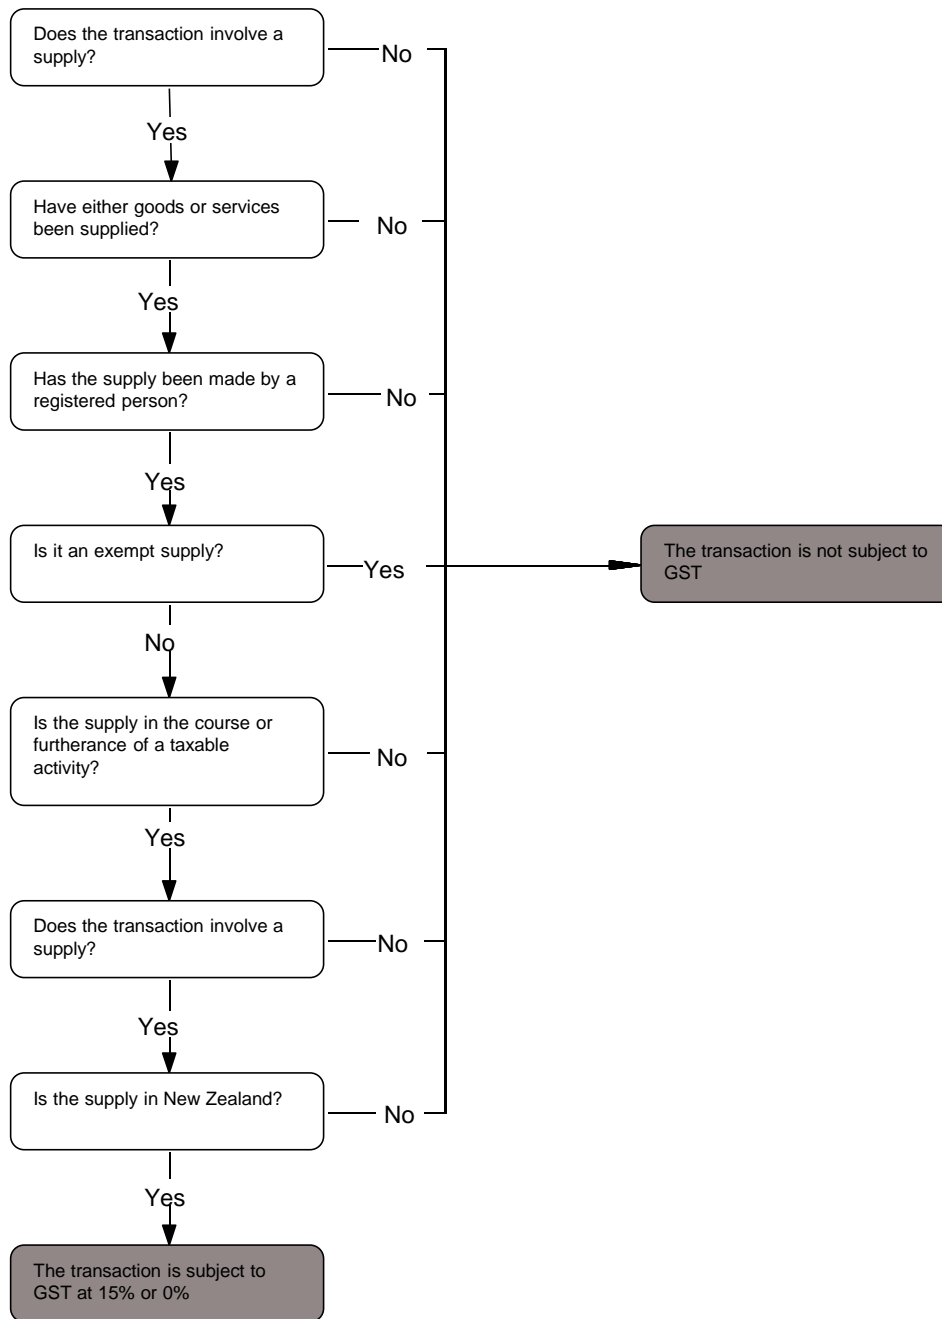 Does the transaction involve a
supply?
No
Yes
Have either goods or services
been supplied?
No
Yes
Has the supply been made by a
registered person?
No
Yes
Is it an exempt supply?
Yes
The transaction is not subject to
GST
No
Is the supply in the course or
furtherance of a taxable
activity?
No
Yes
Does the transaction involve a
supply?
No
Yes
Is the supply in New Zealand?
No
Yes
The transaction is subject to
GST at 15% or 0%